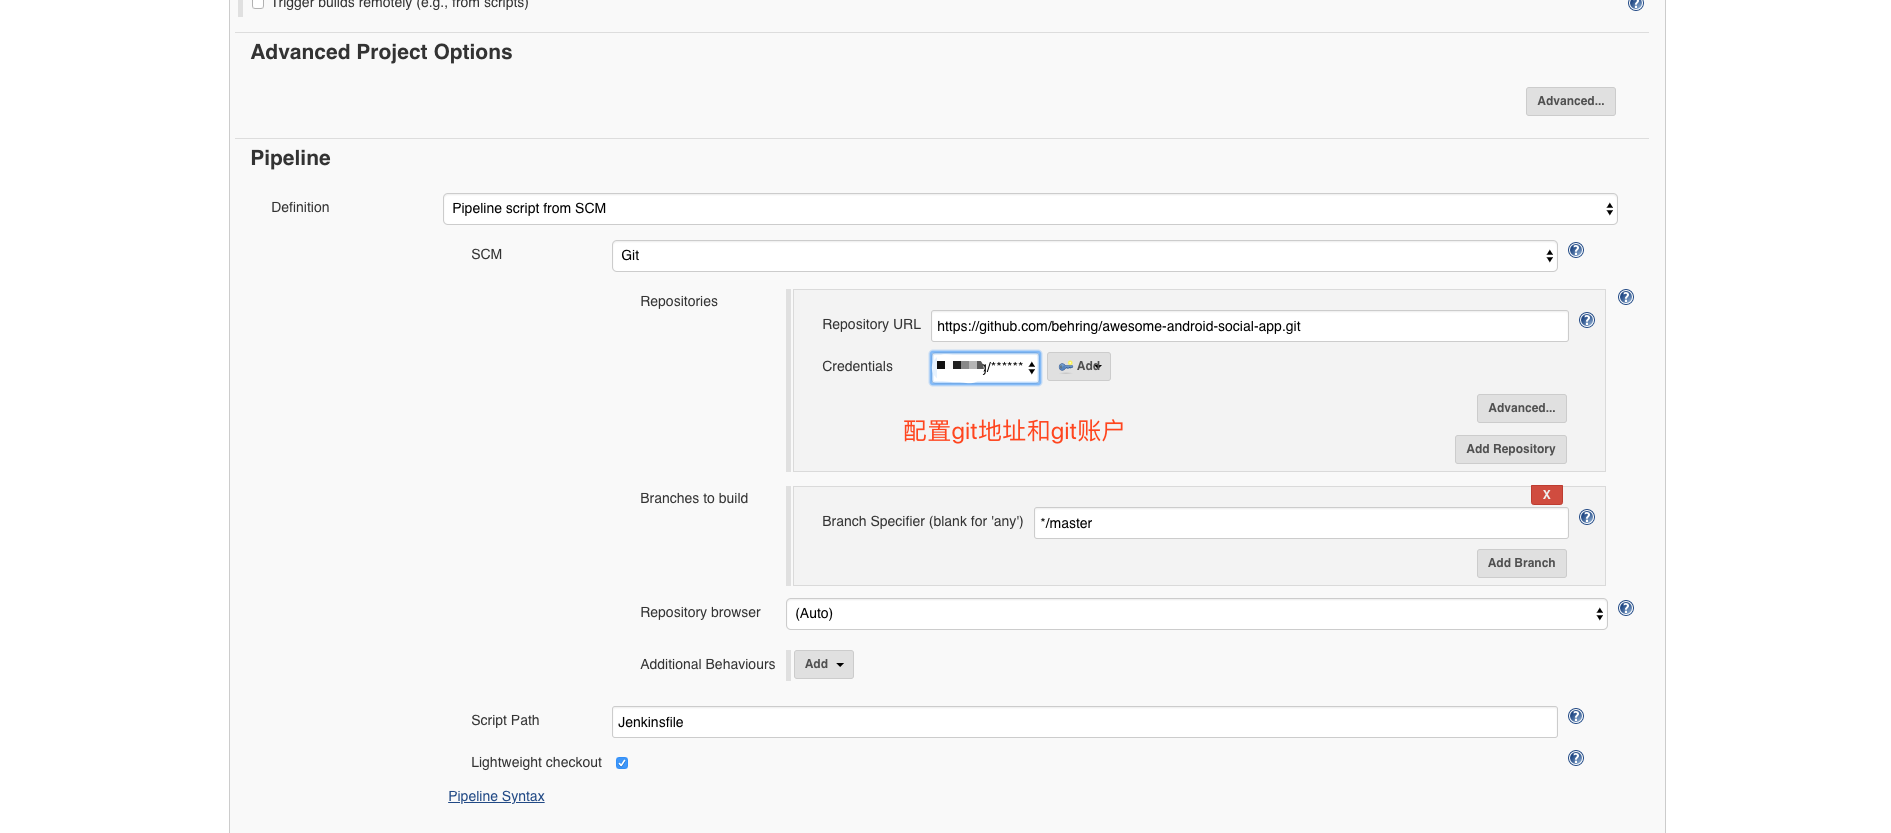 Trigger builds remotely (e.g., from scripts)
Advanced Project Options
Advanced...
Pipeline
Definition
Pipeline script from SCM
SCM
Git
Repositories
Repository URL
https://github.com/behring/awesome-android-social-app.git
Credentials
/******
Add
配置git地址和git账户
Advanced...
Add Repository
Branches to build
X
Branch Specifier (blank for 'any')
*/master
Add Branch
Repository browser
(Auto)
Additional Behaviours
Add
Script Path
Jenkinsfile
Lightweight checkout
Pipeline Syntax